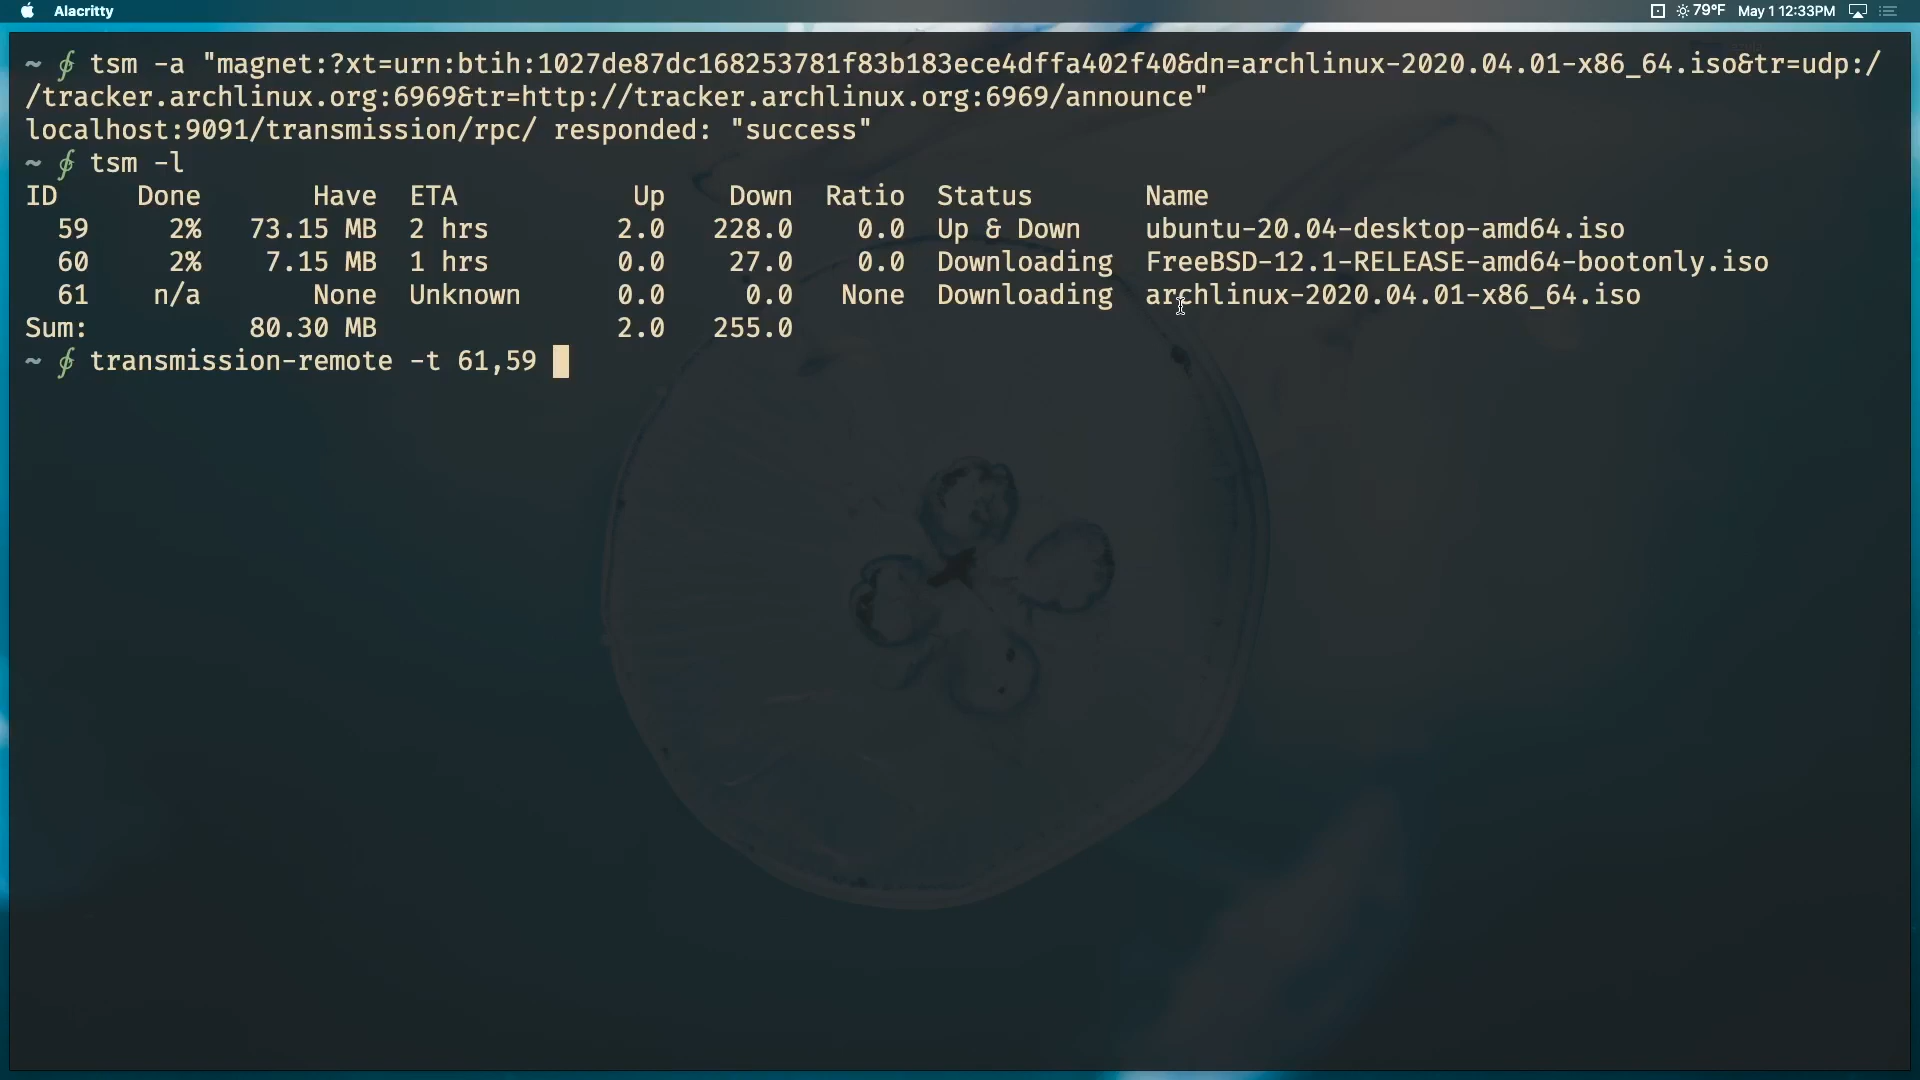 Alacritty 79°F May 1 12:33PM
~ ∮ tsm -a "magnet:?xt=urn:btih:1027de87dc168253781f83b183ece4dffa402f40&dn=archlinux-2020.04.01-x86_64.iso&tr=udp:/
/tracker.archlinux.org:6969&tr=http://tracker.archlinux.org:6969/announce"
localhost:9091/transmission/rpc/ responded: "success"
~ ∮ tsm -l
ID Done Have ETA Up Down Ratio Status Name
59 2% 73.15 MB 2 hrs 2.0 228.0 0.0 Up & Down ubuntu-20.04-desktop-amd64.iso
60 2% 7.15 MB 1 hrs 0.0 27.0 0.0 Downloading FreeBSD-12.1-RELEASE-amd64-bootonly.iso
61 n/a None Unknown 0.0 0.0 None Downloading archlinux-2020.04.01-x86_64.iso
Sum: 80.30 MB 2.0 255.0
~ ∮ transmission-remote -t 61,59